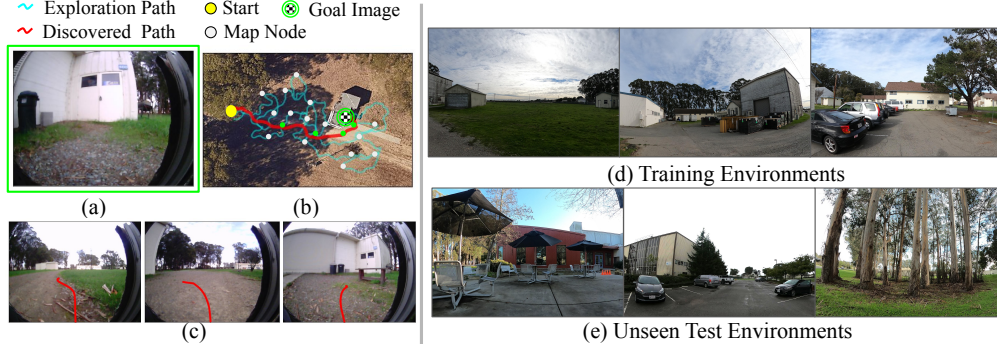 Exploration Path
Start
Goal Image
Discovered Path
Map Node
(a)
(b)
(c)
(d) Training Environments
(e) Unseen Test Environments